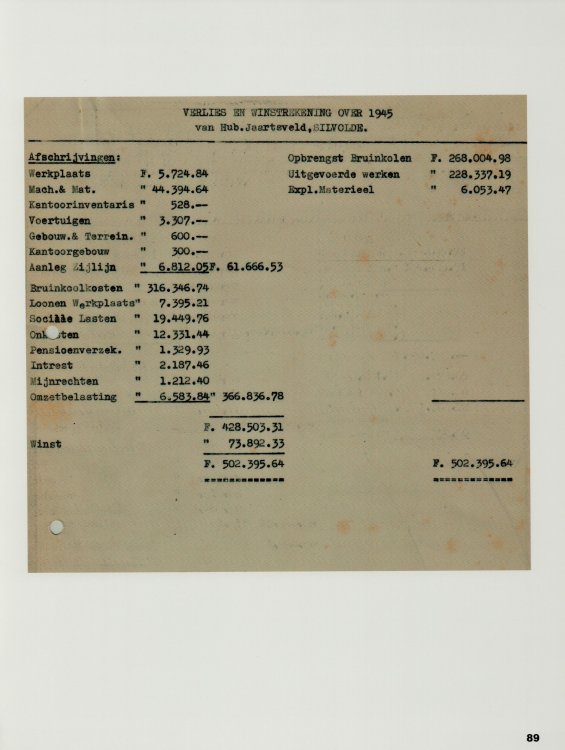 VERLIES EN WINSTREKENING OVER 1945
van Hub.Jaartsveld,SILVOLDE.
Afschrijvingen: Opbrengst Bruinkolen F. 268.004.98
Werkplaats F. 5.724.84 Uitgevoerde werken " 228.337.19
Mach.& Mat. " 44.394.64 Expl.Materieel " 6.053.47
Kantoorinventaris " 528.--
Voertuigen " 3.307.--
Gebouw.& Terrein. " 600.--
Kantoorgebouw " 300.--
Aanleg Zijlijn " 6.812.05 F. 61.666.53
Bruinkoolkosten " 316.346.74
Loonen Werkplaats" 7.395.21
Sociale Lasten " 19.449.76
Onkosten " 12.331.44
Pensioenverzek. " 1.329.93
Intrest " 2.187.46
Mijnrechten " 1.212.40
Omzetbelasting " 6.583.84 " 366.836.78
F. 428.503.31
Winst " 73.892.33
F. 502.395.64 F. 502.395.64
89